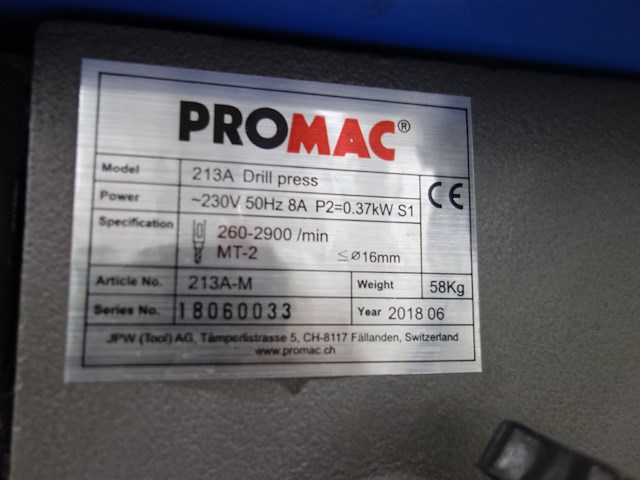 PROMAC®
Model 213A Drill press
Power ~230V 50Hz 8A P2=0.37kW S1
CE
Specification 260-2900 /min
MT-2 ≤⌀16mm
Article No. 213A-M Weight 58Kg
Series No. 18060033 Year 2018 06
JPW (Tool) AG, Tämperlistrasse 5, CH-8117 Fällanden, Switzerland
www.promac.ch